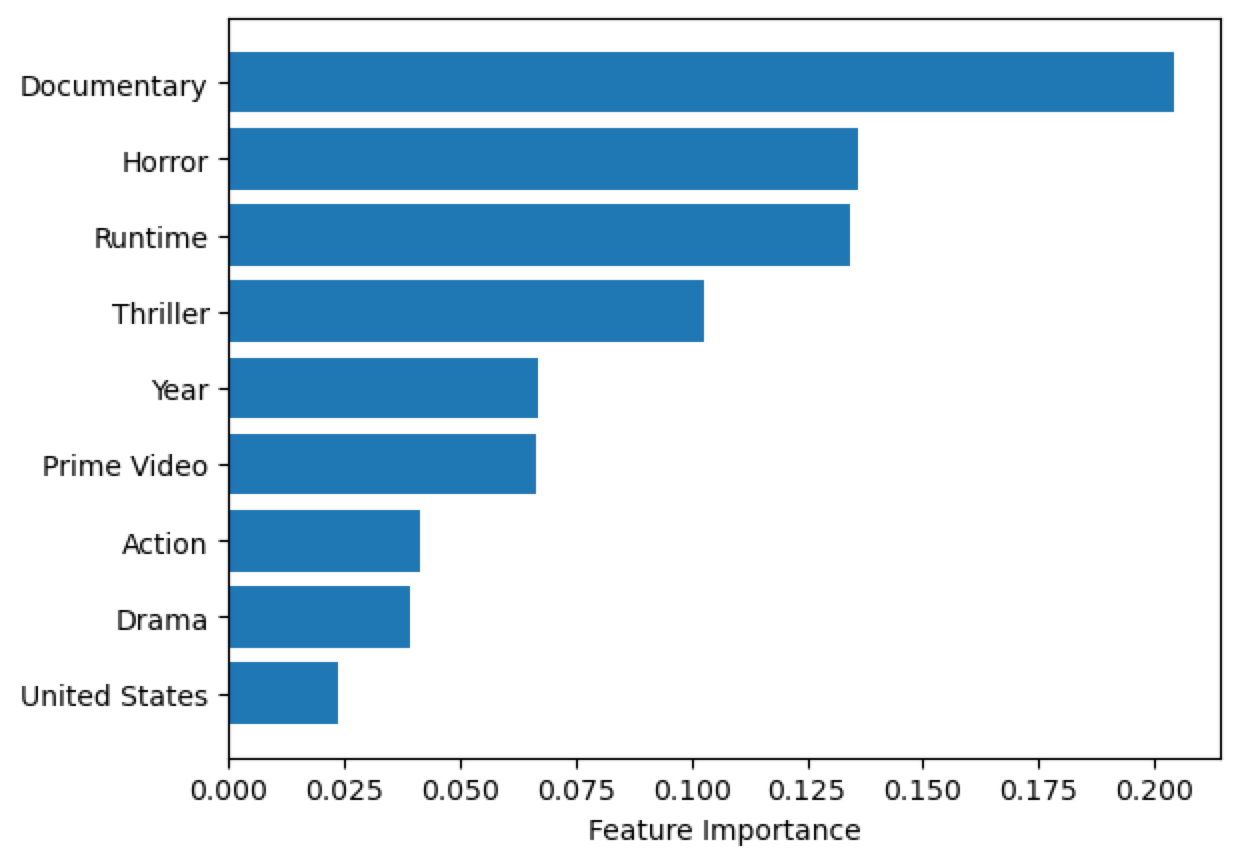 Documentary
Horror
Runtime
Thriller
Year
Prime Video
Action
Drama
United States
0.000 0.025 0.050 0.075 0.100 0.125 0.150 0.175 0.200
Feature Importance